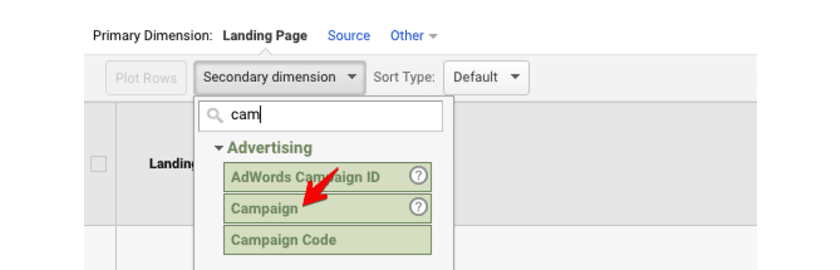 Primary Dimension: Landing Page Source Other
Plot Rows Secondary dimension Sort Type: Default
cam
Advertising
Landing
AdWords Campaign ID ?
Campaign ?
Campaign Code